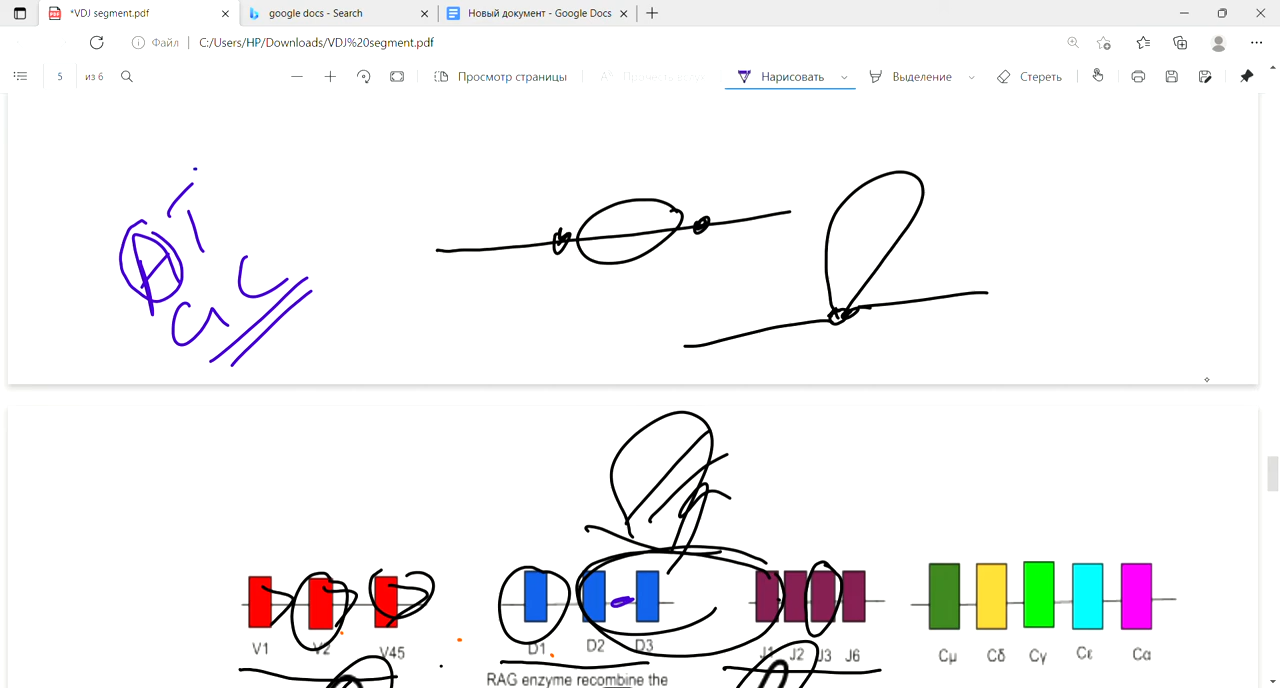 *VDJ segment.pdf
google docs - Search
Новый документ - Google Docs
Файл
C:/Users/HP/Downloads/VDJ%20segment.pdf
5 из 6
Просмотр страницы
Нарисовать
Выделение
Стереть
A T
G C
V1 V2 V45 D1 D2 D3 J1 J2 J3 J6 Cμ Cδ Cγ Cε Cα
RAG enzyme recombine the